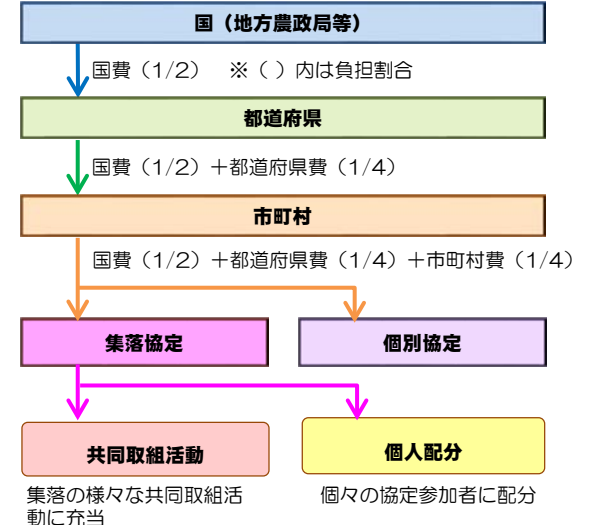 国（地方農政局等）
国費（1/2）　※（ ）内は負担割合
都道府県
国費（1/2）＋都道府県費（1/4）
市町村
国費（1/2）＋都道府県費（1/4）＋市町村費（1/4）
集落協定
個別協定
共同取組活動
個人配分
集落の様々な共同取組活
動に充当
個々の協定参加者に配分